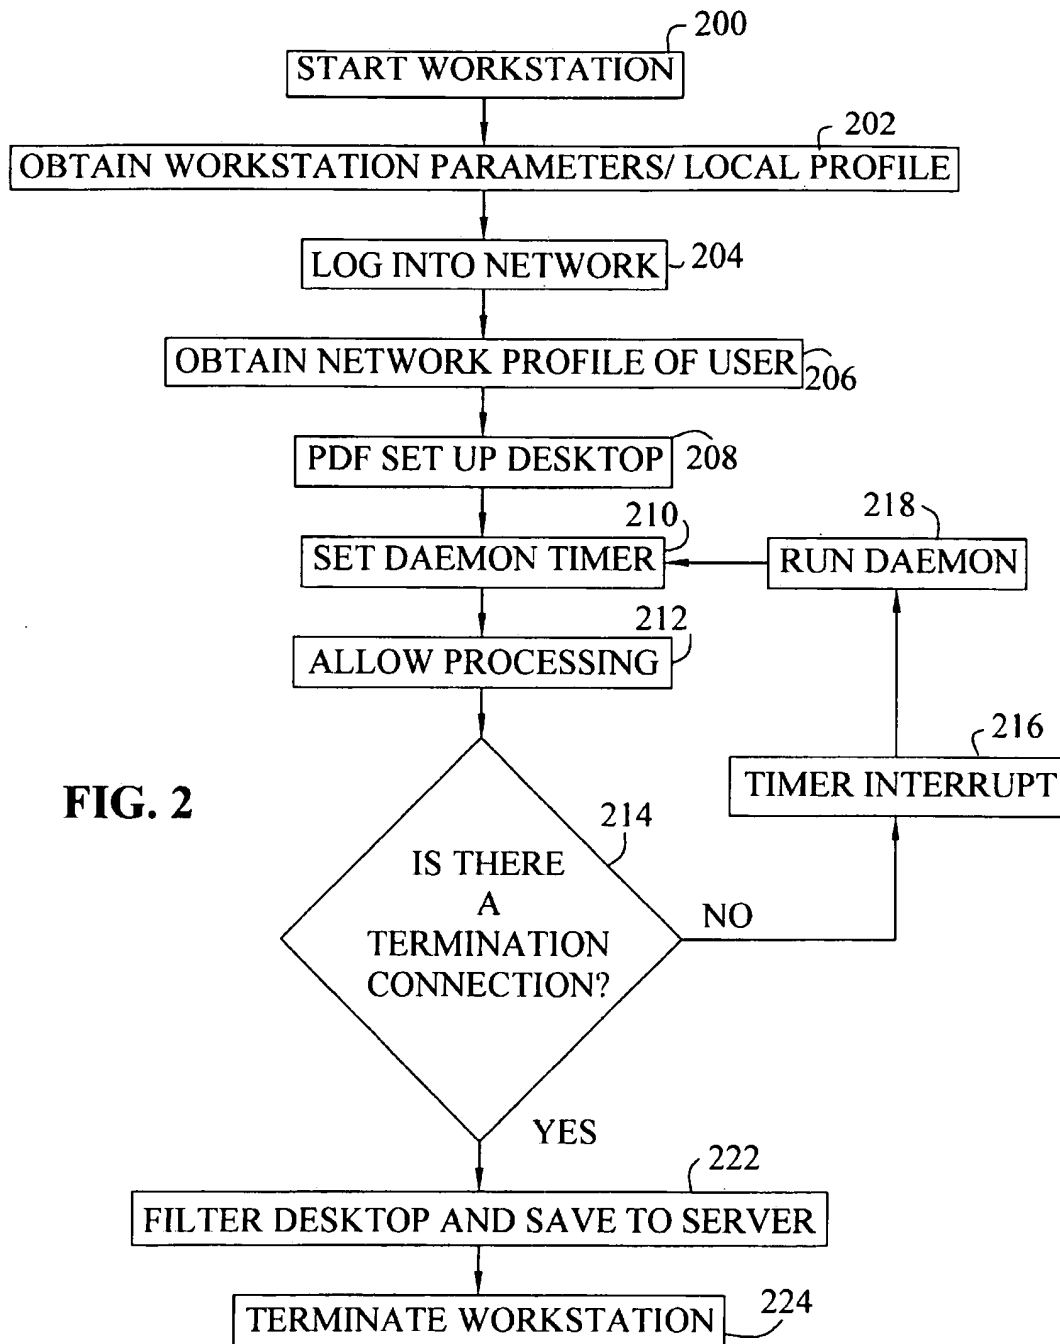 200
START WORKSTATION
202
OBTAIN WORKSTATION PARAMETERS/ LOCAL PROFILE
LOG INTO NETWORK
204
OBTAIN NETWORK PROFILE OF USER
206
PDF SET UP DESKTOP
208
210
SET DAEMON TIMER
218
RUN DAEMON
212
ALLOW PROCESSING
216
TIMER INTERRUPT
FIG. 2
214
IS THERE
A
TERMINATION
CONNECTION?
NO
YES
222
FILTER DESKTOP AND SAVE TO SERVER
TERMINATE WORKSTATION
224